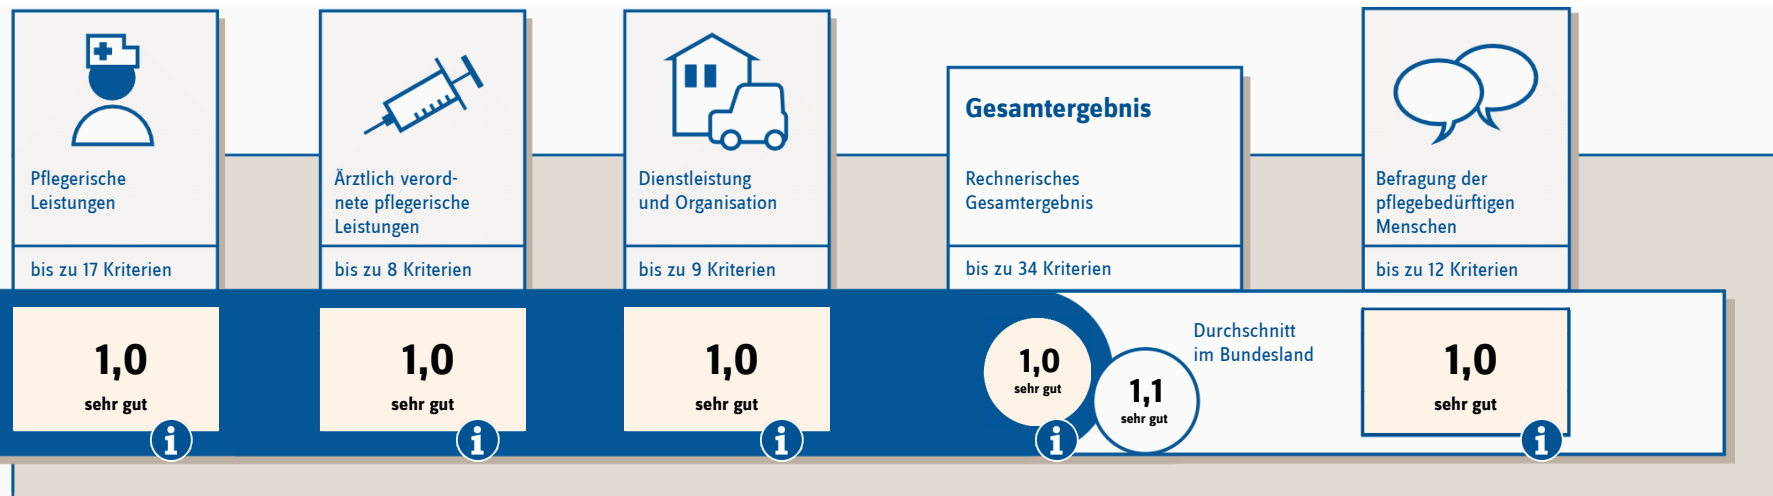 Pflegerische
Leistungen
bis zu 17 Kriterien
1,0
sehr gut
i
Ärztlich verord-
nete pflegerische
Leistungen
bis zu 8 Kriterien
1,0
sehr gut
i
Dienstleistung
und Organisation
bis zu 9 Kriterien
1,0
sehr gut
i
Gesamtergebnis
Rechnerisches
Gesamtergebnis
bis zu 34 Kriterien
1,0
sehr gut
i
1,1
sehr gut
Durchschnitt
im Bundesland
Befragung der
pflegebedürftigen
Menschen
bis zu 12 Kriterien
1,0
sehr gut
i